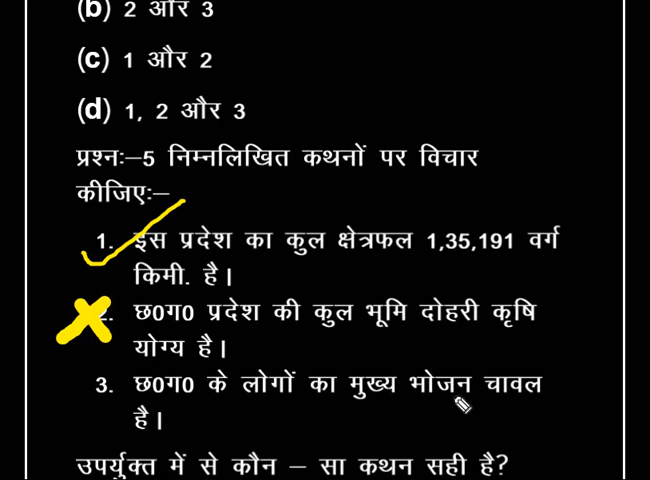 (b) 2 और 3
(c) 1 और 2
(d) 1, 2 और 3
प्रश्नः–5 निम्नलिखित कथनों पर विचार
कीजिएः–
1. इस प्रदेश का कुल क्षेत्रफल 1,35,191 वर्ग
किमी. है।
2. छ0ग0 प्रदेश की कुल भूमि दोहरी कृषि
योग्य है।
3. छ0ग0 के लोगों का मुख्य भोजन चावल
है।
उपर्युक्त में से कौन – सा कथन सही है?